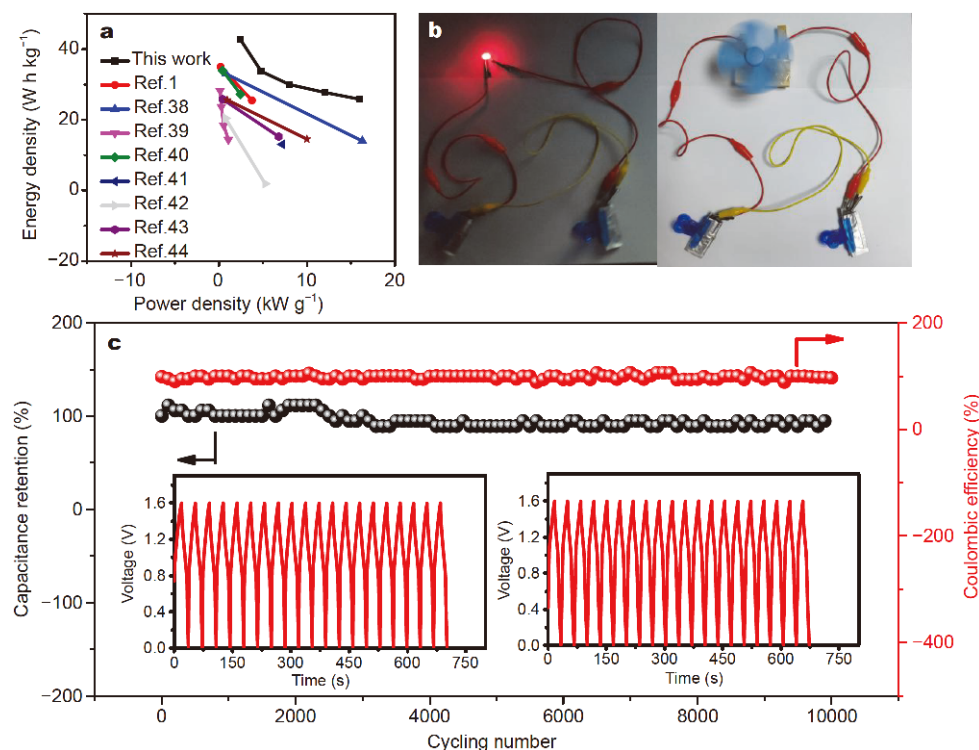 a
Energy density (W h kg⁻¹)
40
20
0
−20
This work
Ref.1
Ref.38
Ref.39
Ref.40
Ref.41
Ref.42
Ref.43
Ref.44
−10
0
10
20
Power density (kW g⁻¹)
b
c
Capacitance retention (%)
200
100
0
−100
−200
Coulombic efficiency (%)
200
100
0
−100
−200
−300
−400
Voltage (V)
1.6
1.2
0.8
0.4
0.0
0
150
300
450
600
750
Time (s)
Voltage (V)
1.6
1.2
0.8
0.4
0.0
0
150
300
450
600
750
Time (s)
0
2000
4000
6000
8000
10000
Cycling number